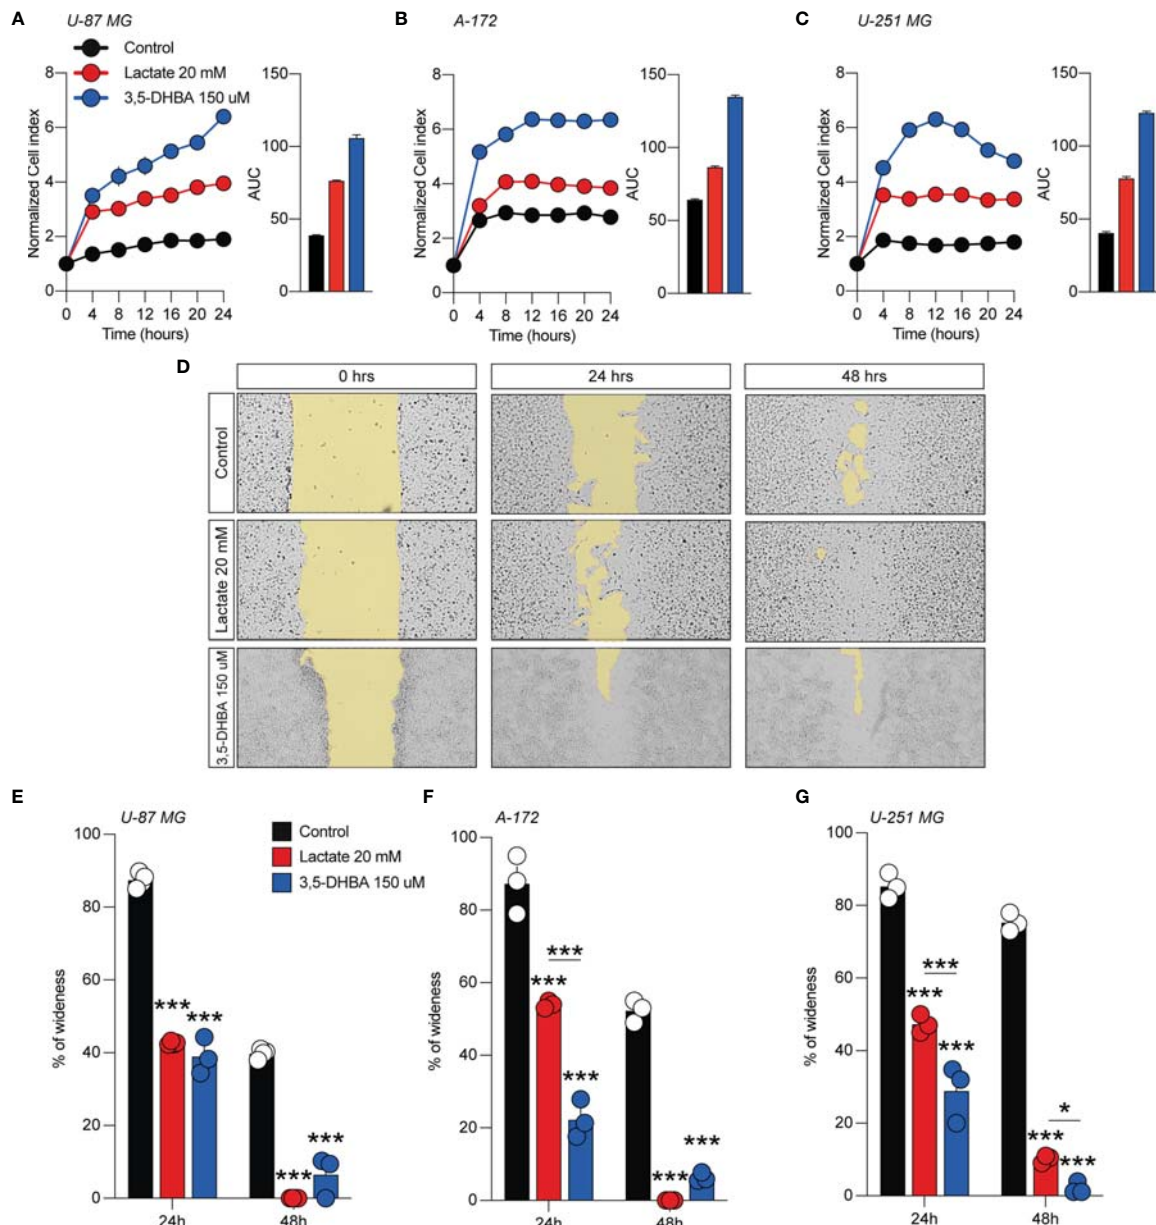 A
U-87 MG
Control
Lactate 20 mM
3,5-DHBA 150 uM
Normalized Cell index
8
6
4
2
0
0 4 8 12 16 20 24
Time (hours)
AUC
150
100
50
0
B
A-172
Normalized Cell index
8
6
4
2
0
0 4 8 12 16 20 24
Time (hours)
AUC
150
100
50
0
C
U-251 MG
Normalized Cell index
8
6
4
2
0
0 4 8 12 16 20 24
Time (hours)
AUC
150
100
50
0
D
0 hrs
24 hrs
48 hrs
Control
Lactate 20 mM
3,5-DHBA 150 uM
E
U-87 MG
Control
Lactate 20 mM
3,5-DHBA 150 uM
% of wideness
100
80
60
40
20
0
*** ***
*** ***
24h 48h
F
A-172
% of wideness
100
80
60
40
20
0
***
***
***
***
***
24h 48h
G
U-251 MG
% of wideness
100
80
60
40
20
0
***
***
***
*
***
***
24h 48h